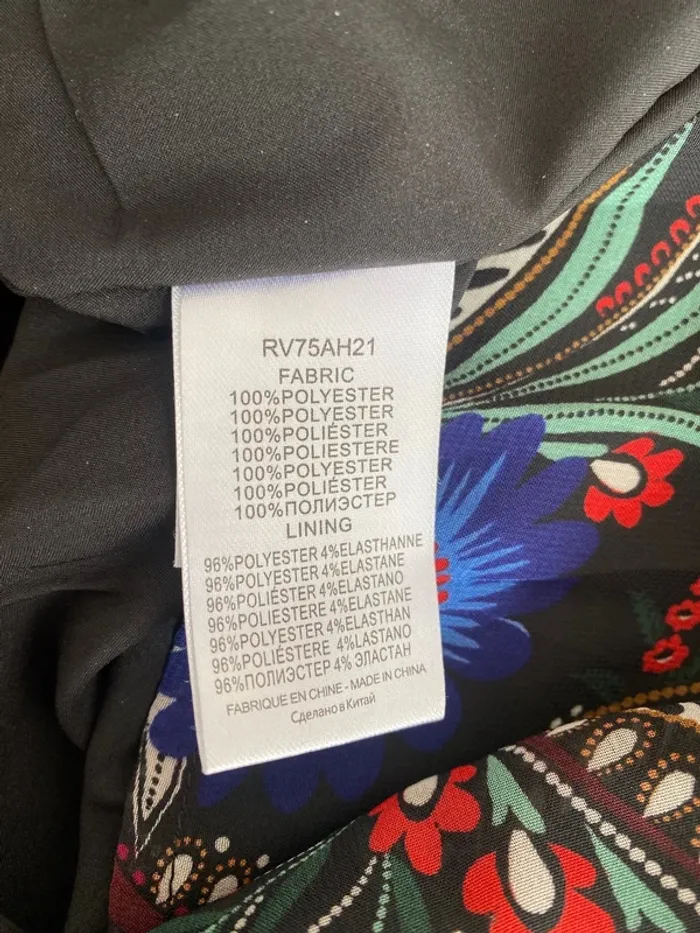 RV75AH21
FABRIC
100%POLYESTER
100%POLYESTER
100%POLIÉSTER
100%POLIESTERE
100%POLYESTER
100%POLIÉSTER
100%ПОЛИЭСТЕР
LINING
96%POLYESTER 4%ELASTHANNE
96%POLYESTER 4%ELASTANE
96%POLIÉSTER 4%ELASTANO
96%POLIESTERE 4%ELASTANE
96%POLYESTER 4%ELASTHAN
96%POLIÉSTERE 4%LASTANO
96%ПОЛИЭСТЕР 4% ЭЛАСТАН
FABRIQUE EN CHINE - MADE IN CHINA
Сделано в Китай